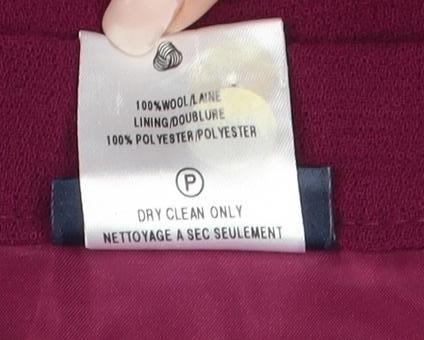 100%WOOL/LAINE
LINING/DOUBLURE
100% POLYESTER/POLYESTER
P
DRY CLEAN ONLY
NETTOYAGE A SEC SEULEMENT